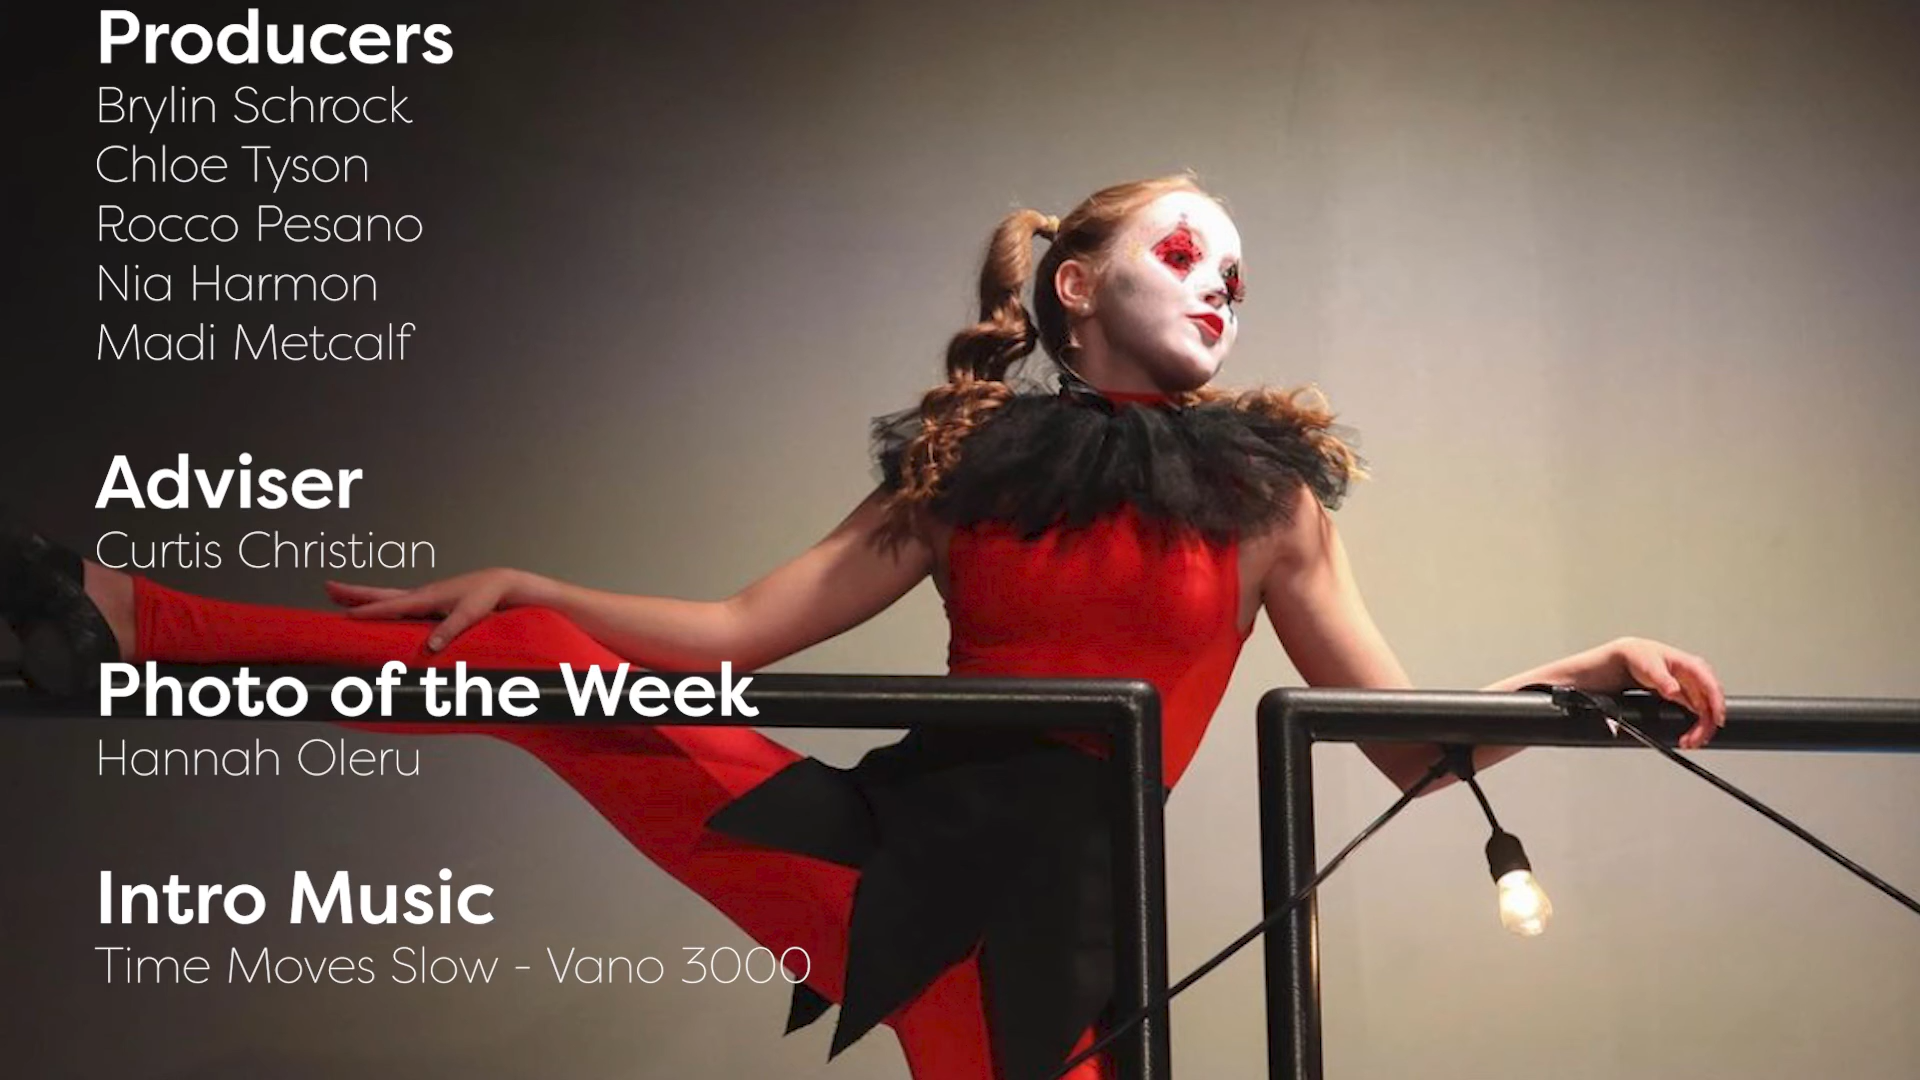 Producers
Brylin Schrock
Chloe Tyson
Rocco Pesano
Nia Harmon
Madi Metcalf
Adviser
Curtis Christian
Photo of the Week
Hannah Oleru
Intro Music
Time Moves Slow - Vano 3000